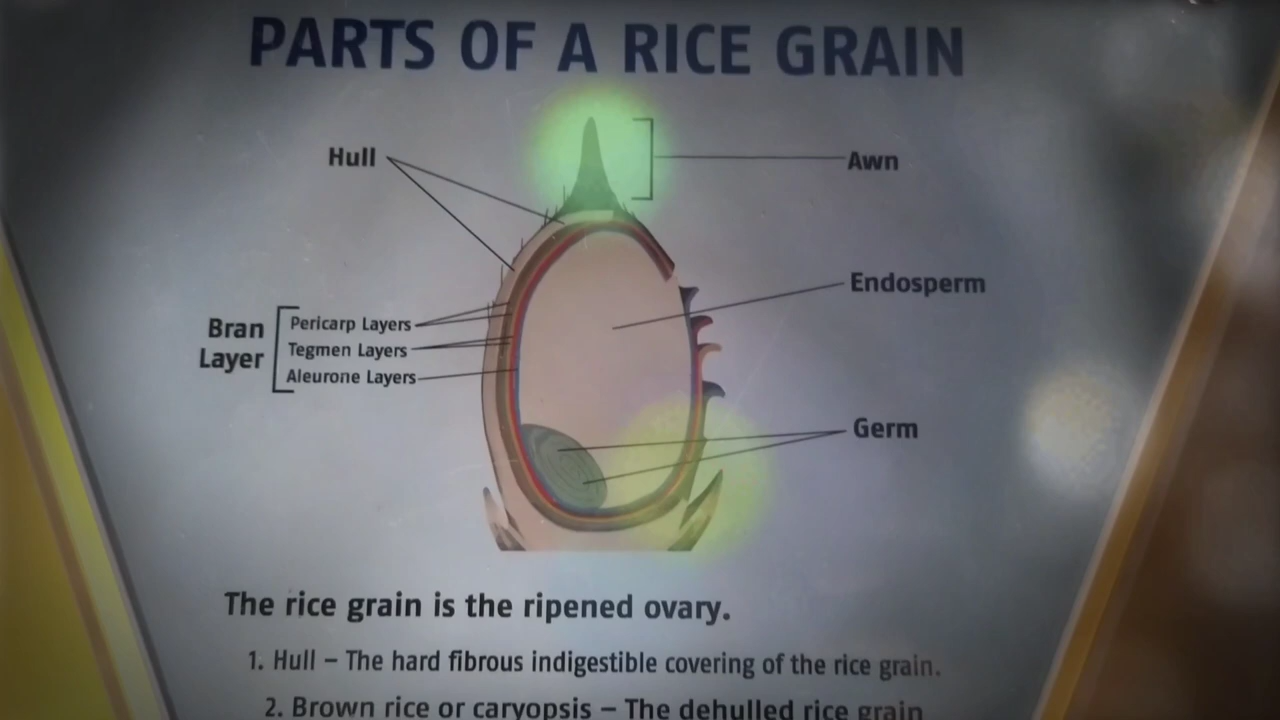 PARTS OF A RICE GRAIN
Hull
Awn
Endosperm
Bran Layer
Pericarp Layers
Tegmen Layers
Aleurone Layers
Germ
The rice grain is the ripened ovary.
1. Hull – The hard fibrous indigestible covering of the rice grain.
2. Brown rice or caryopsis – The dehulled rice grain